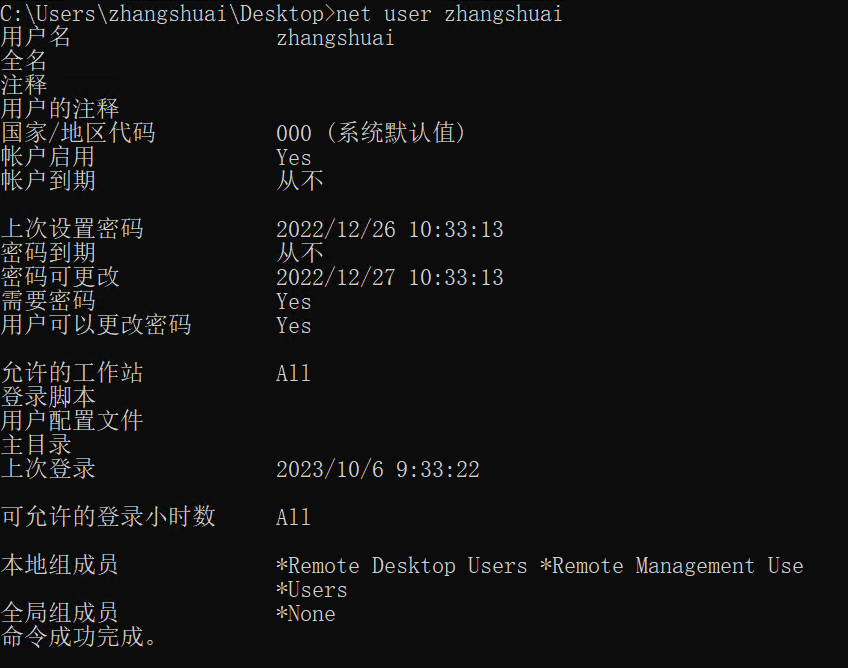 C:\Users\zhangshuai\Desktop>net user zhangshuai
用户名 zhangshuai
全名
注释
用户的注释
国家/地区代码 000 (系统默认值)
帐户启用 Yes
帐户到期 从不
上次设置密码 2022/12/26 10:33:13
密码到期 从不
密码可更改 2022/12/27 10:33:13
需要密码 Yes
用户可以更改密码 Yes
允许的工作站 All
登录脚本
用户配置文件
主目录
上次登录 2023/10/6 9:33:22
可允许的登录小时数 All
本地组成员 *Remote Desktop Users *Remote Management Use
*Users
全局组成员 *None
命令成功完成。